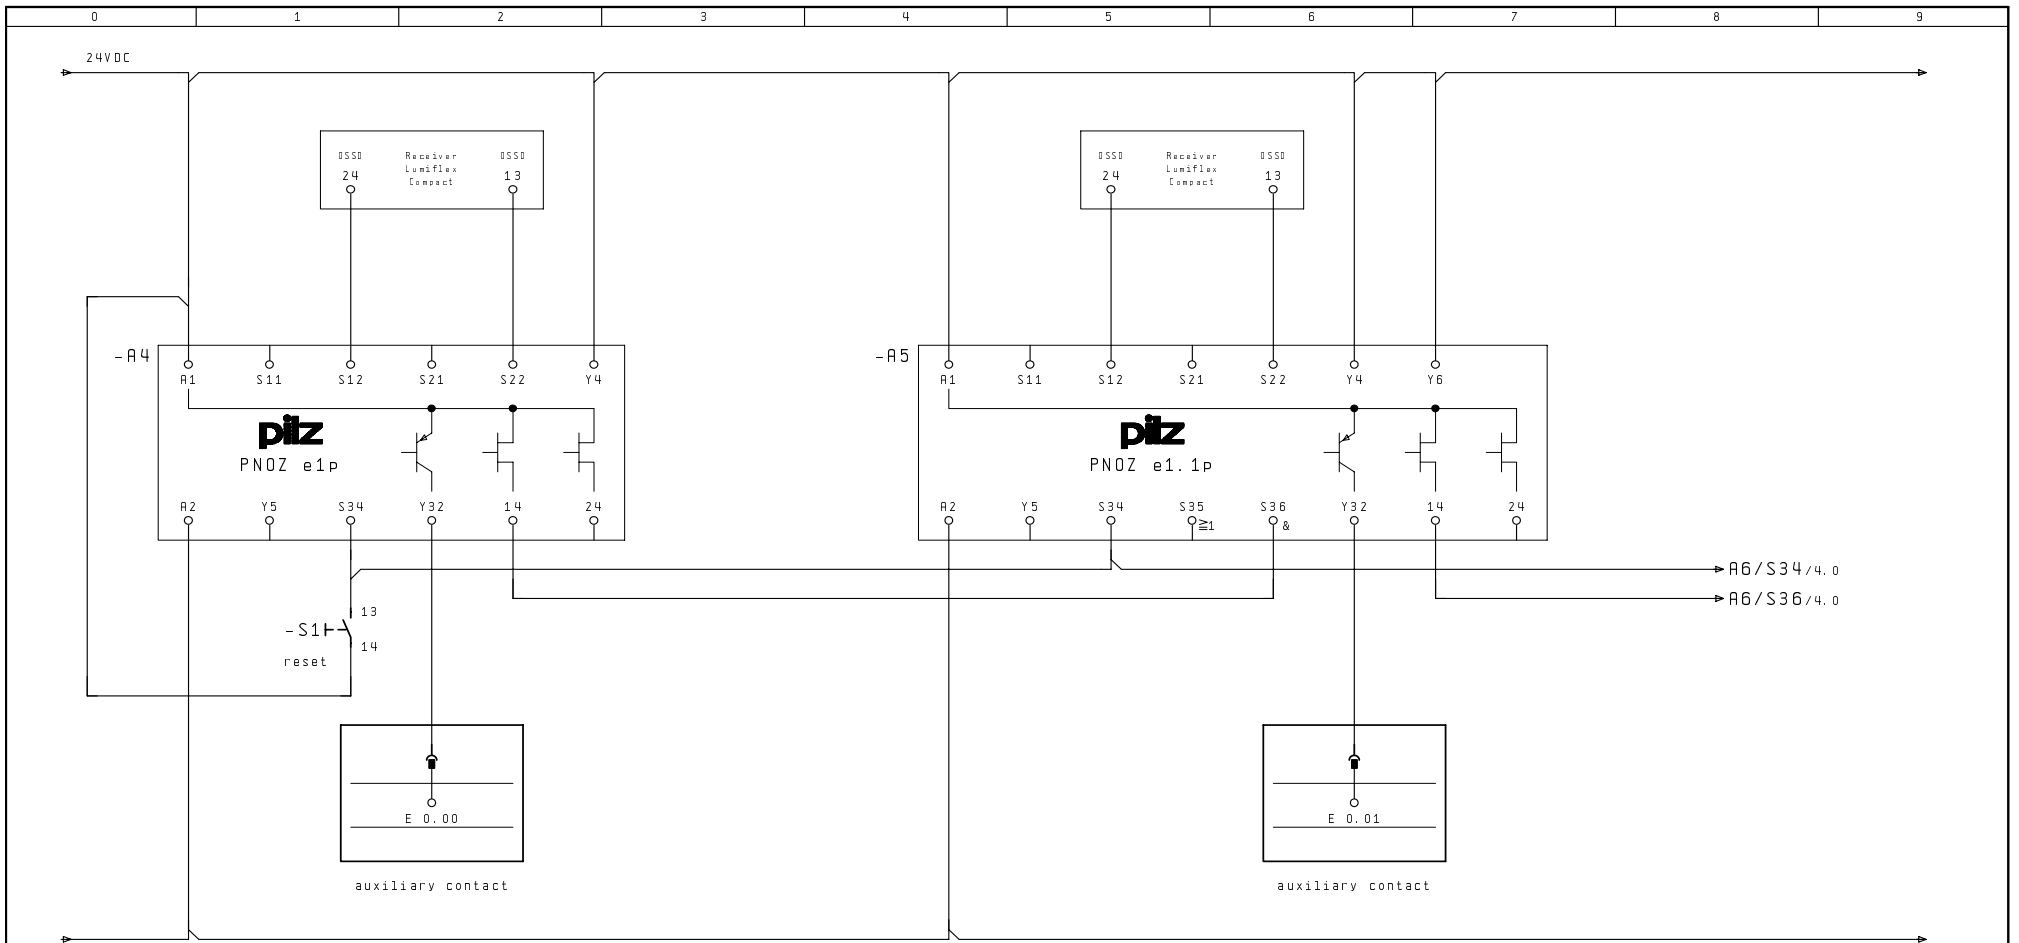 0 1 2 3 4 5 6 7 8 9
24VDC
OSSD Receiver OSSD
Lumiflex
24 Compact 13
OSSD Receiver OSSD
Lumiflex
24 Compact 13
-A4
A1 S11 S12 S21 S22 Y4
pilz
PNOZ e1p
A2 Y5 S34 Y32 14 24
-A5
A1 S11 S12 S21 S22 Y4 Y6
pilz
PNOZ e1.1p
A2 Y5 S34 S35 S36 Y32 14 24
≧1 &
A6/S34/4.0
A6/S36/4.0
13
-S1
14
reset
E 0.00
auxiliary contact
E 0.01
auxiliary contact